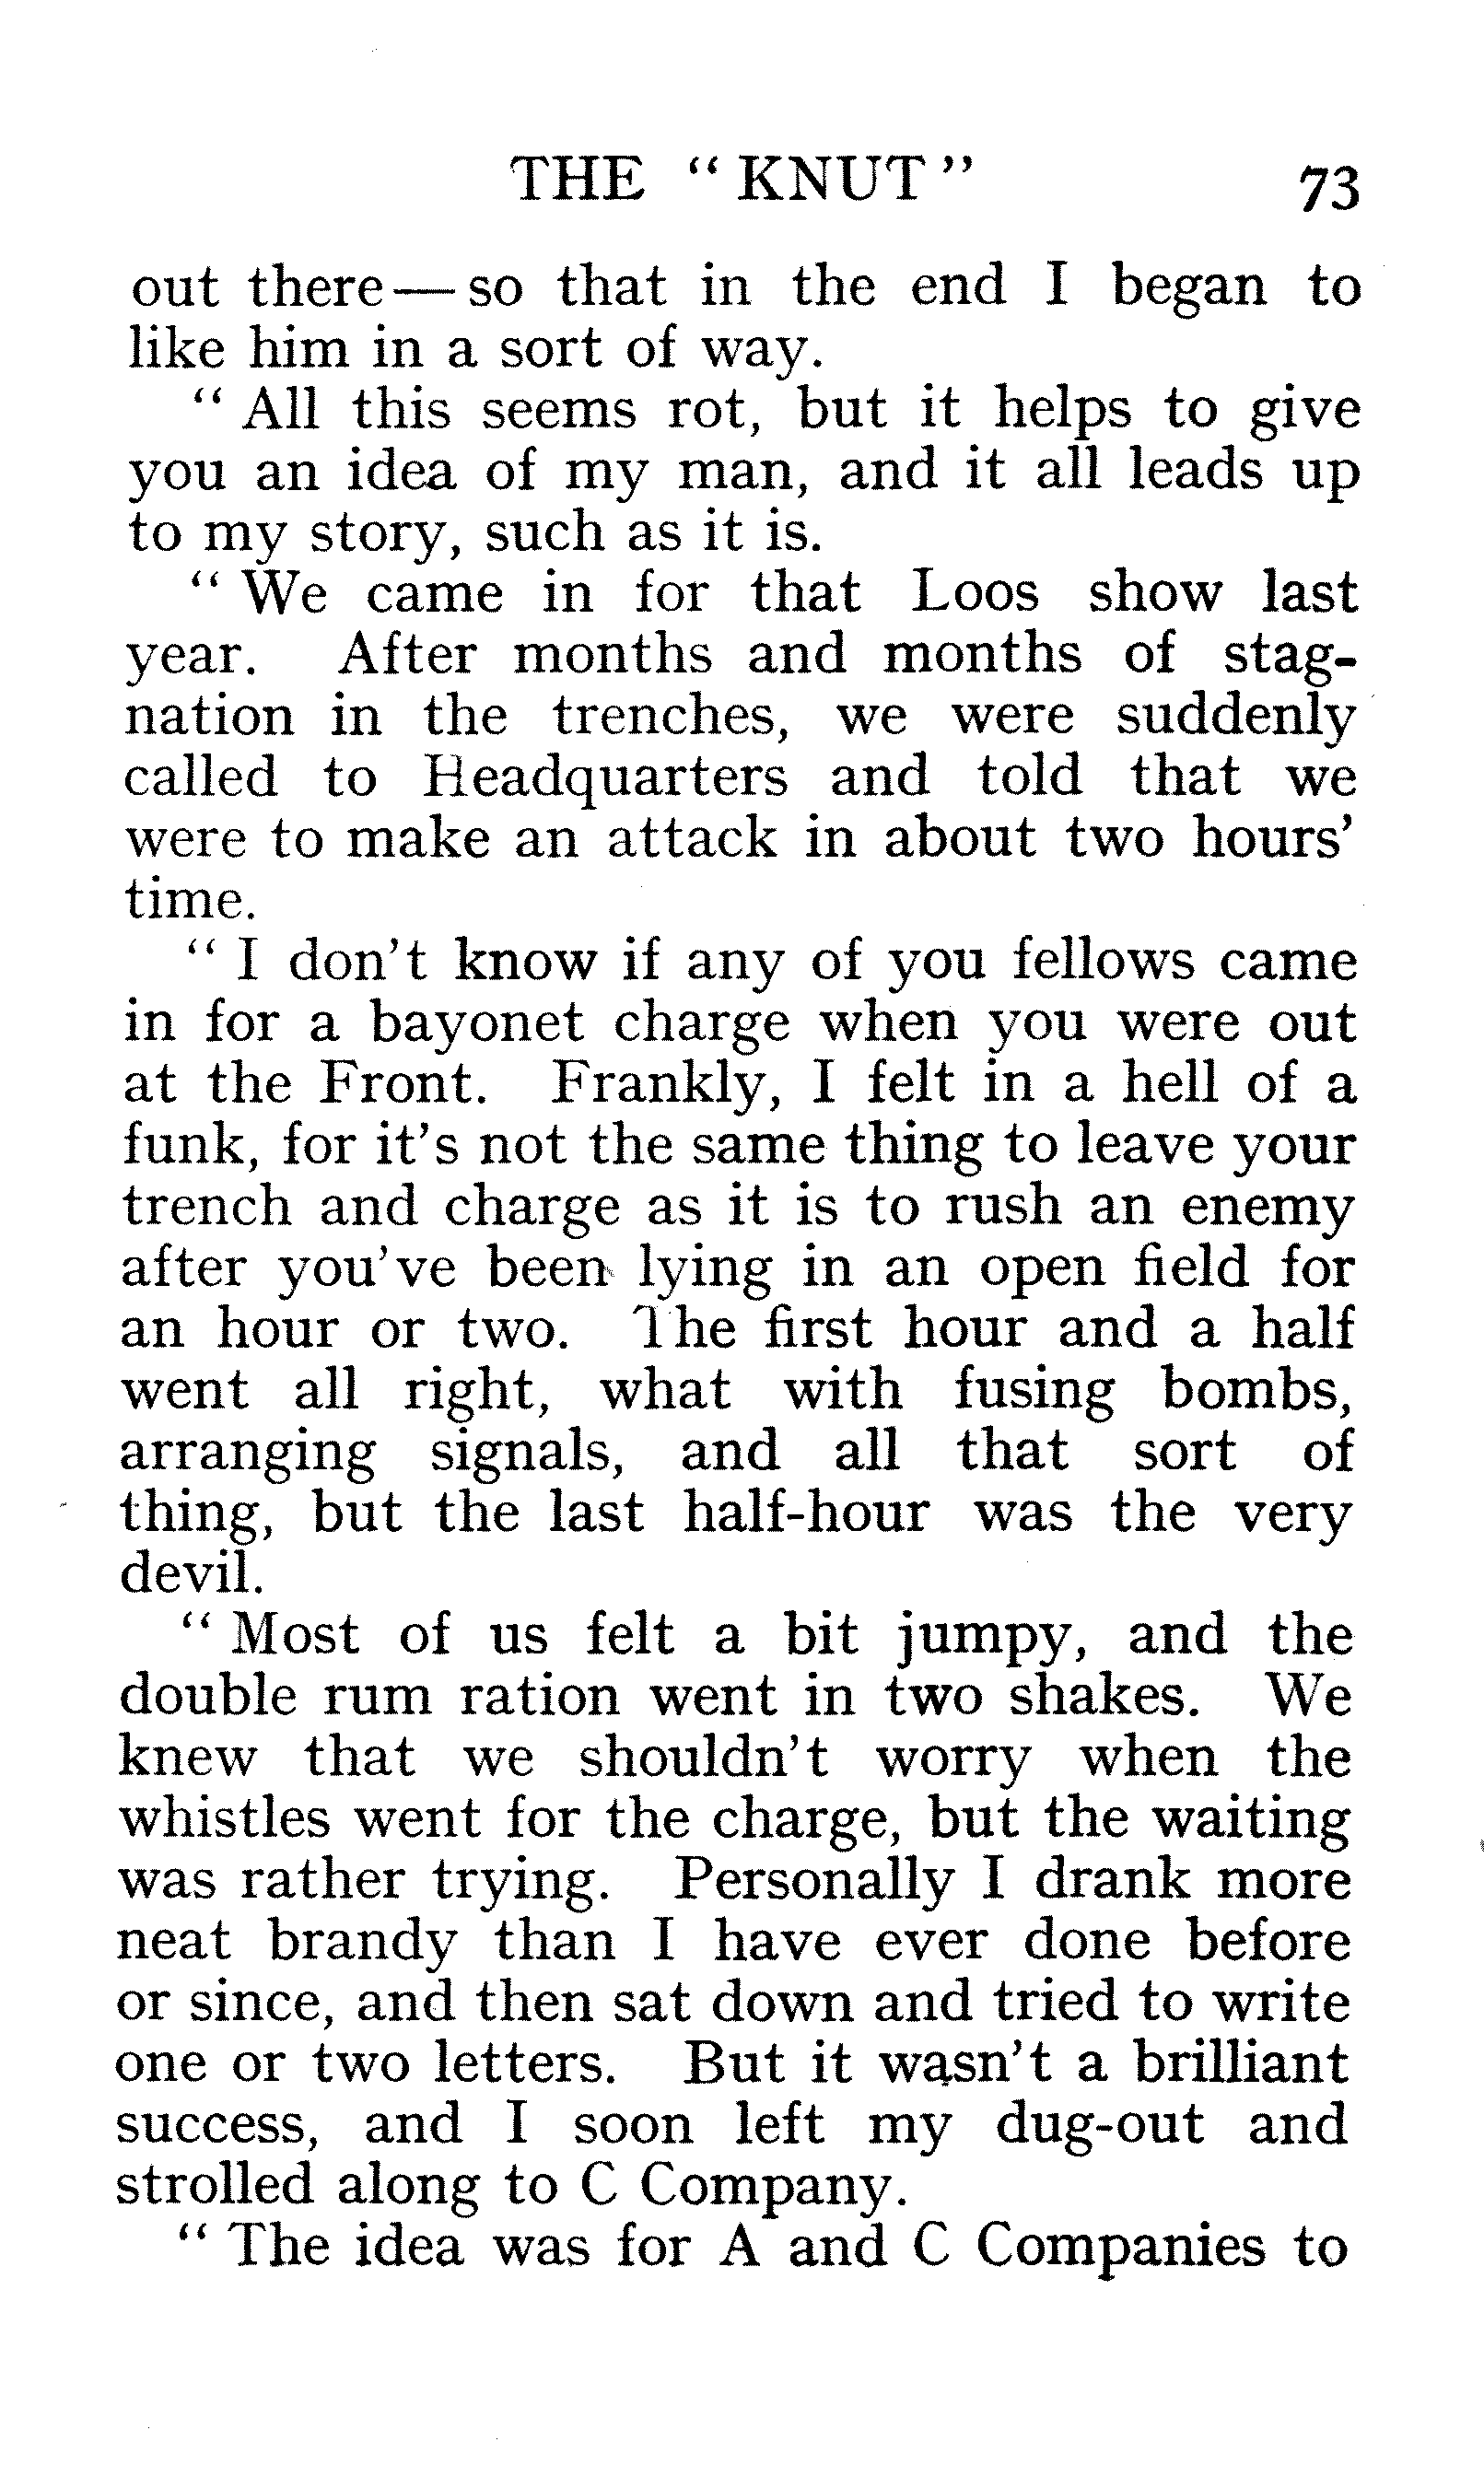 THE "KNUT" 73
out there—so that in the end I began to
like him in a sort of way.
"All this seems rot, but it helps to give
you an idea of my man, and it all leads up
to my story, such as it is.
"We came in for that Loos show last
year. After months and months of stag-
nation in the trenches, we were suddenly
called to Headquarters and told that we
were to make an attack in about two hours'
time.
"I don't know if any of you fellows came
in for a bayonet charge when you were out
at the Front. Frankly, I felt in a hell of a
funk, for it's not the same thing to leave your
trench and charge as it is to rush an enemy
after you've been lying in an open field for
an hour or two. The first hour and a half
went all right, what with fusing bombs,
arranging signals, and all that sort of
thing, but the last half-hour was the very
devil.
"Most of us felt a bit jumpy, and the
double rum ration went in two shakes. We
knew that we shouldn't worry when the
whistles went for the charge, but the waiting
was rather trying. Personally I drank more
neat brandy than I have ever done before
or since, and then sat down and tried to write
one or two letters. But it wasn't a brilliant
success, and I soon left my dug-out and
strolled along to C Company.
"The idea was for A and C Companies to